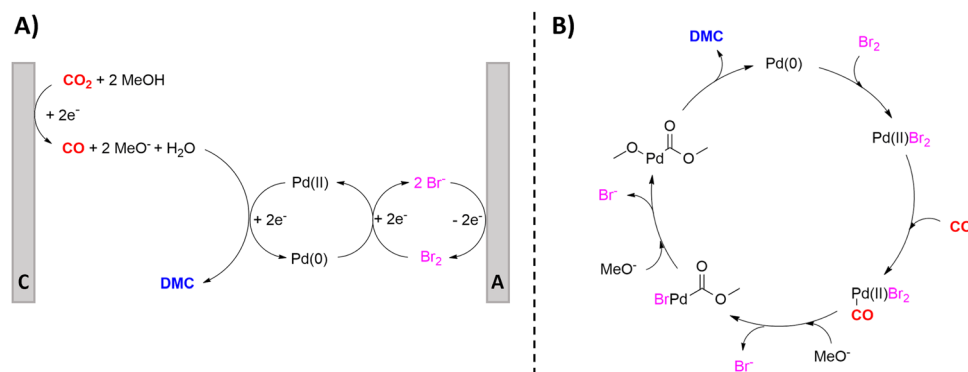 A)
CO₂ + 2 MeOH
+ 2e⁻
CO + 2 MeO⁻ + H₂O
Pd(II)
2 Br⁻
+ 2e⁻
+ 2e⁻
- 2e⁻
Pd(0)
Br₂
DMC
C
A
B)
DMC
Br₂
Pd(0)
Pd(II)Br₂
CO
Pd(II)Br₂
CO
MeO⁻
Br⁻
BrPd
O
O
MeO⁻
Br⁻
O
Pd
O
O